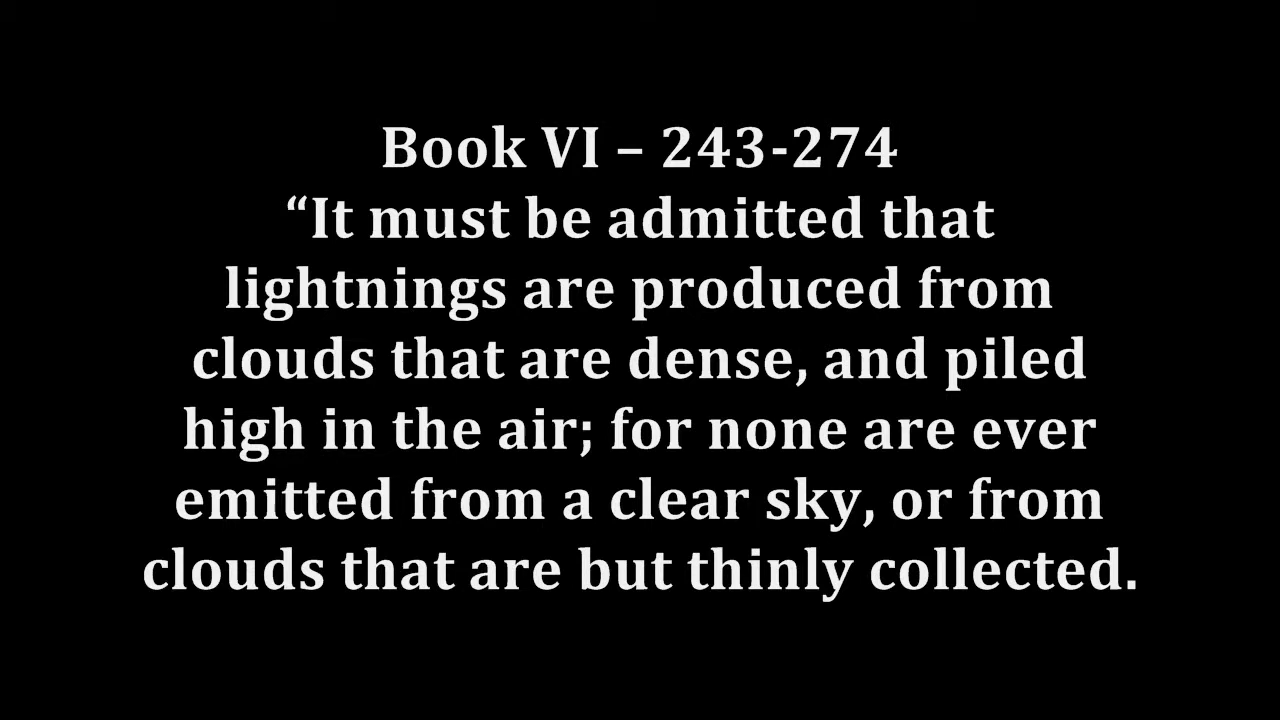 Book VI – 243-274
“It must be admitted that
lightnings are produced from
clouds that are dense, and piled
high in the air; for none are ever
emitted from a clear sky, or from
clouds that are but thinly collected.